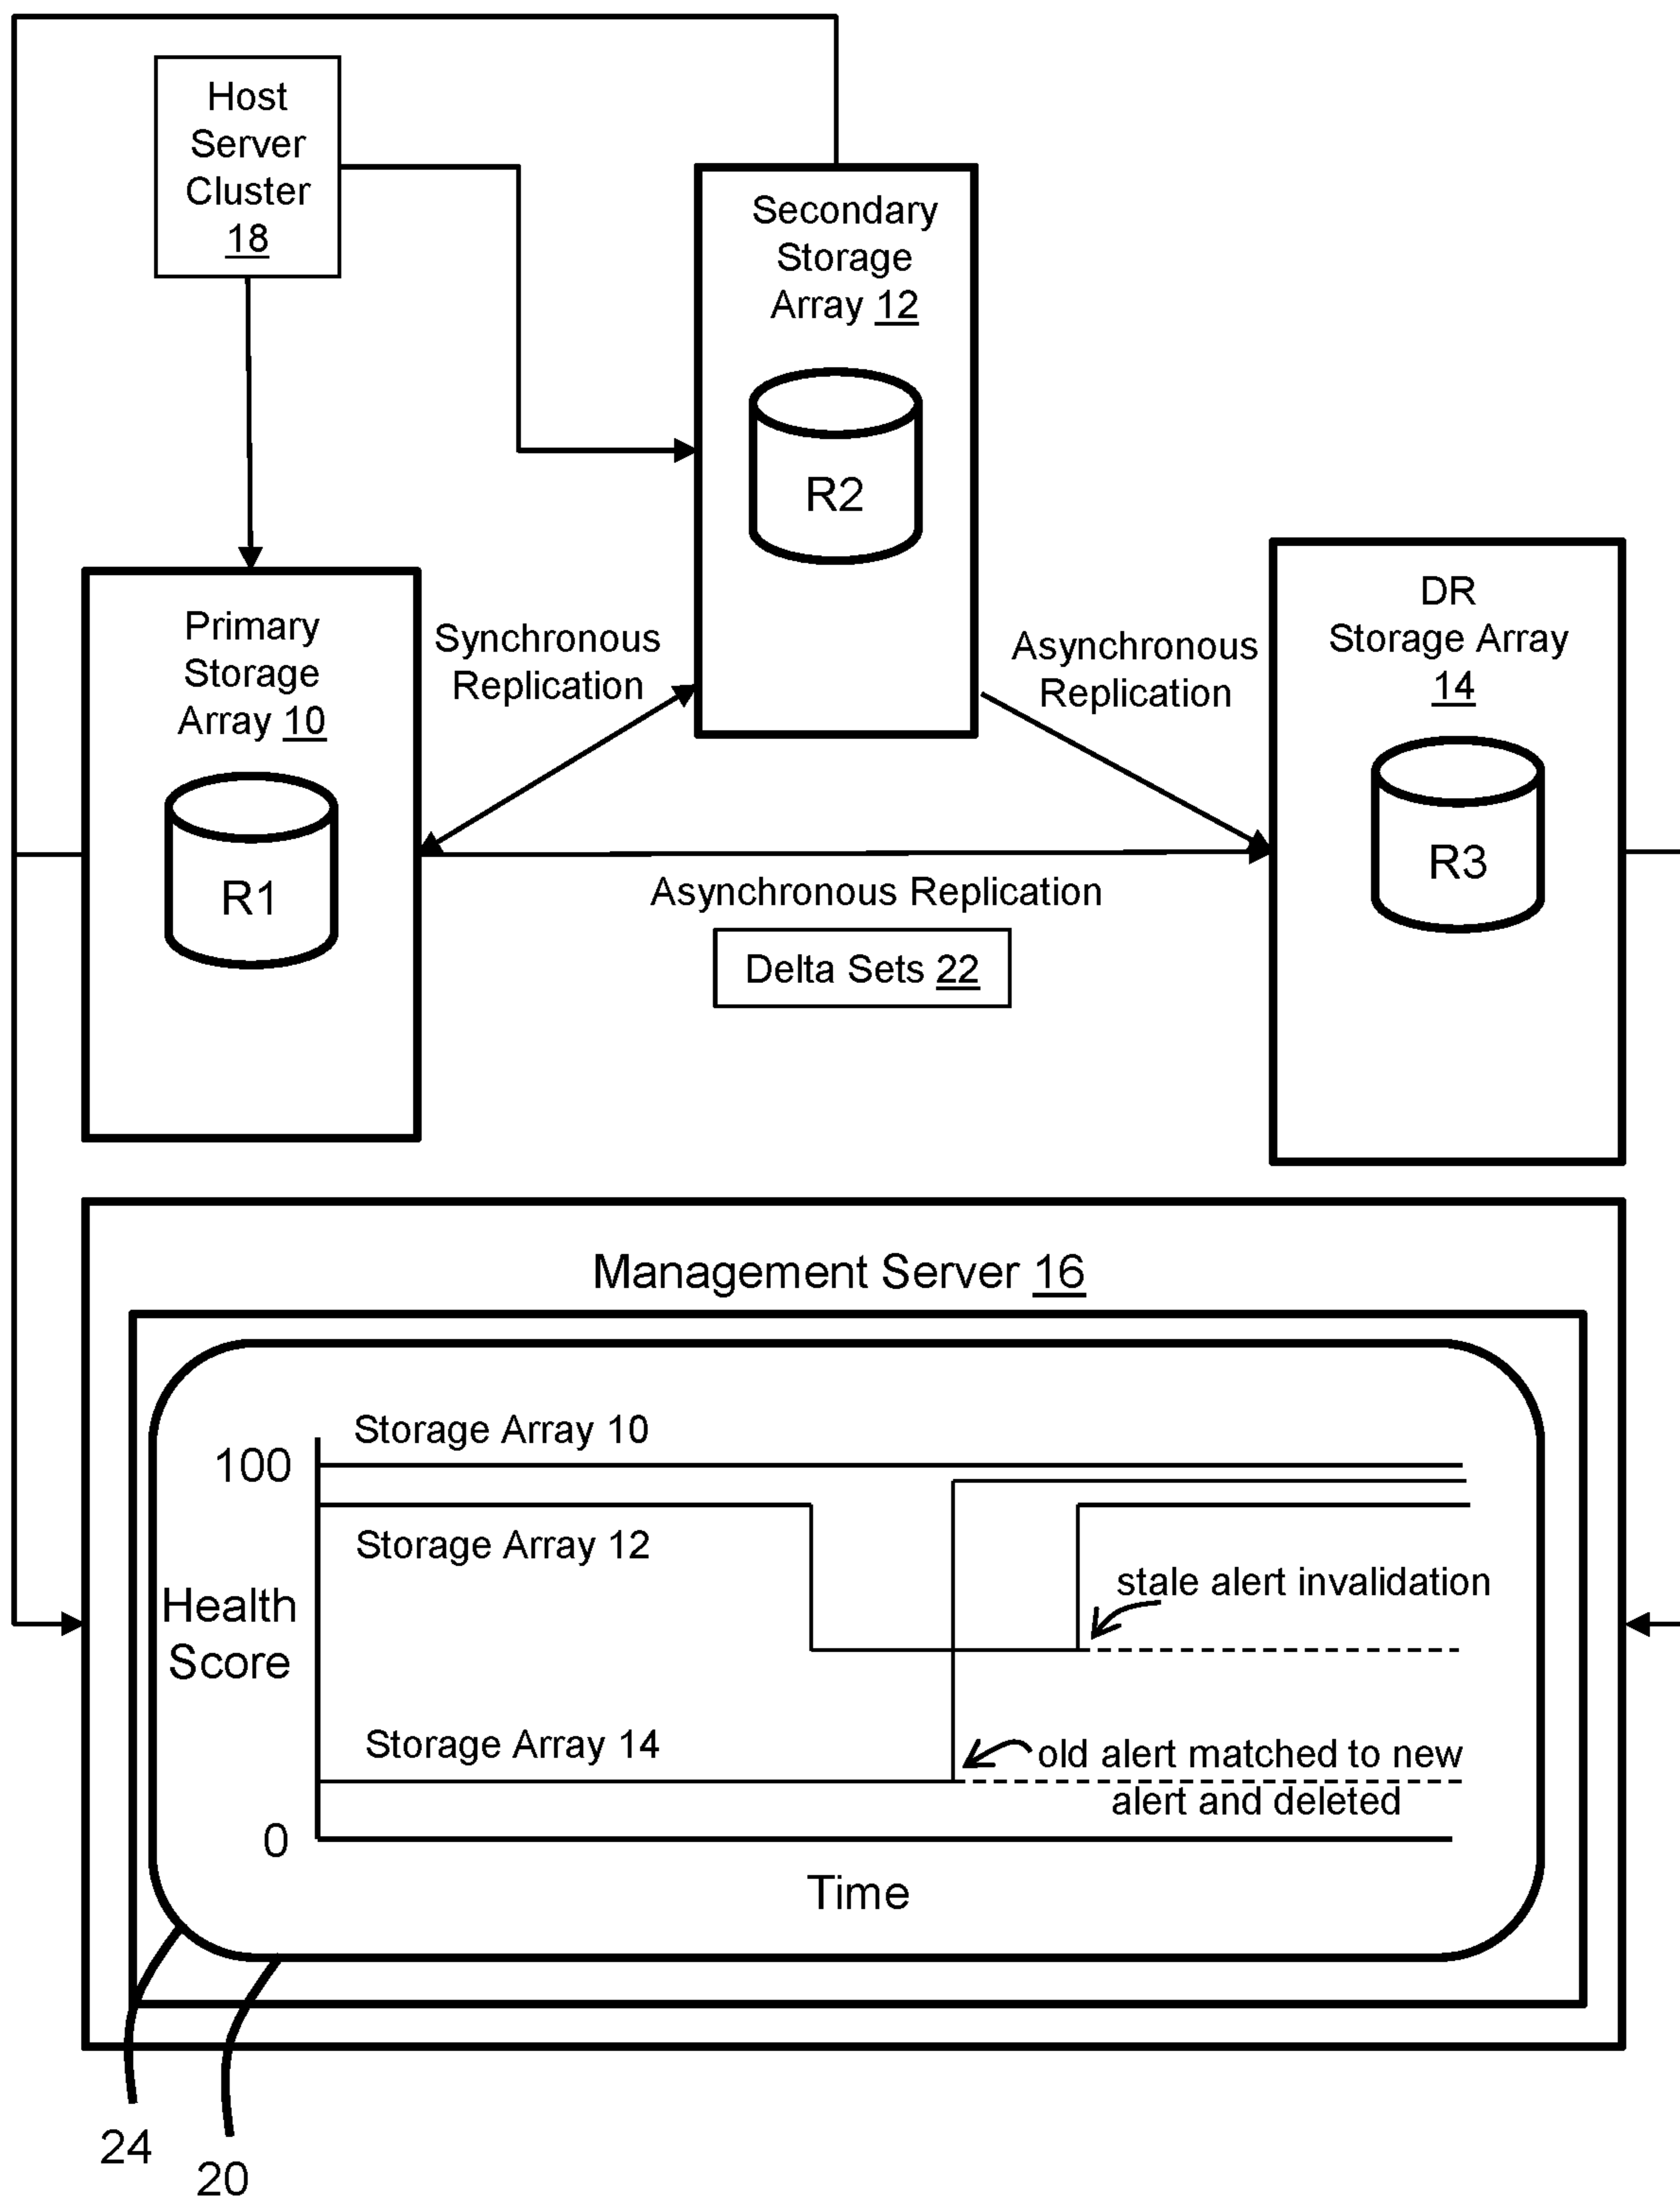 Host
Server
Cluster
18
Secondary
Storage
Array 12
R2
DR
Storage Array
14
R3
Primary
Storage
Array 10
R1
Synchronous
Replication
Asynchronous
Replication
Asynchronous Replication
Delta Sets 22
Management Server 16
Storage Array 10
100
Storage Array 12
stale alert invalidation
Health
Score
Storage Array 14
old alert matched to new
alert and deleted
0
Time
24
20